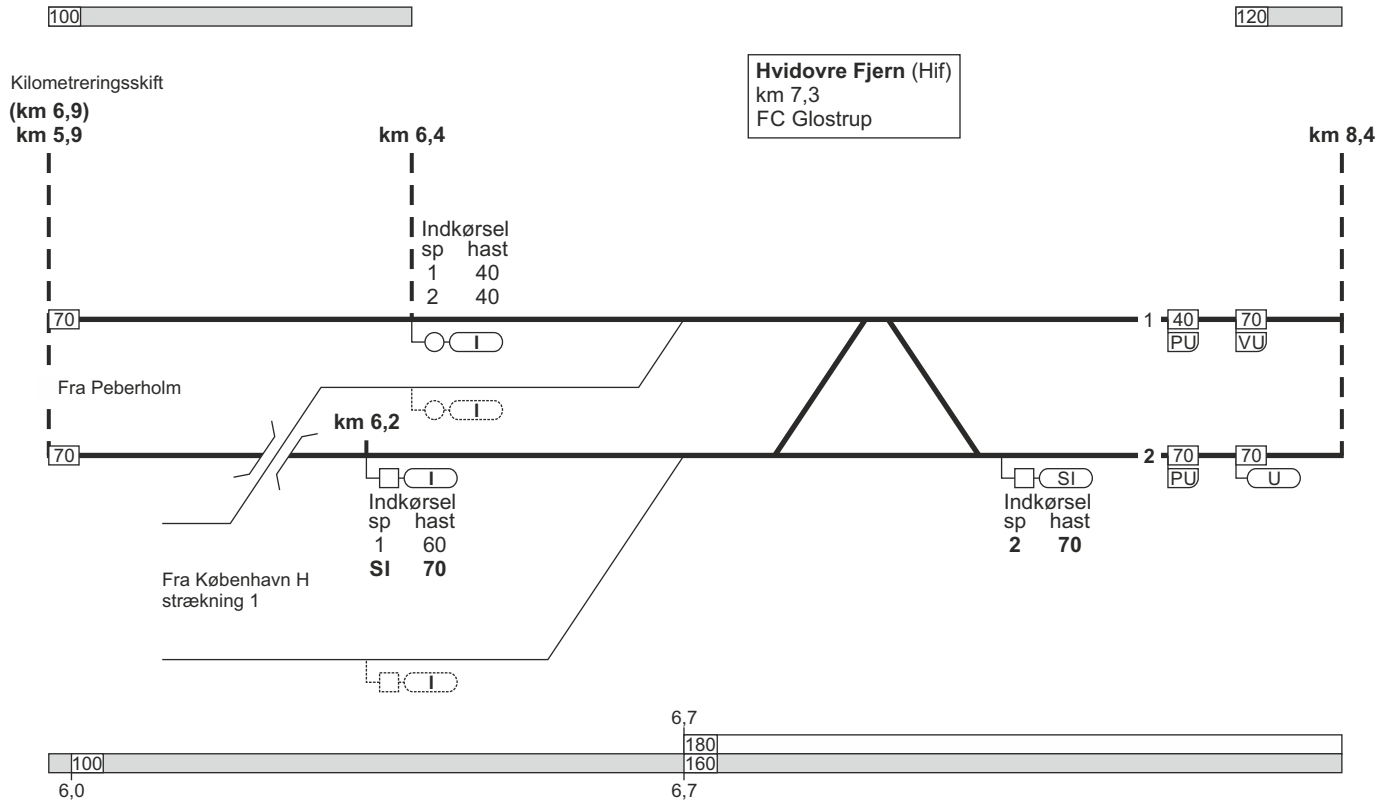 100
120
Kilometreringsskift
(km 6,9)
km 5,9
km 6,4
Hvidovre Fjern (Hif)
km 7,3
FC Glostrup
km 8,4
Indkørsel
sp hast
1 40
2 40
70
1
40
70
I
PU
VU
Fra Peberholm
I
km 6,2
70
2
70
70
I
SI
PU
U
Indkørsel
sp hast
1 60
SI 70
Indkørsel
sp hast
2 70
Fra København H
strækning 1
I
6,7
180
100
160
6,0
6,7